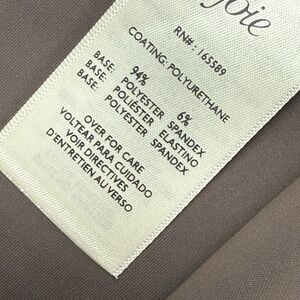 Joie
RN#: 165589
COATING: POLYURETHANE
94% 6%
BASE: POLYESTER SPANDEX
BASE: POLIÉSTER ELASTINO
BASE: POLYESTER SPANDEX
OVER FOR CARE
VOLTEAR PARA CUIDADO
VOIR DIRECTIVES
D'ENTRETIEN AU VERSO